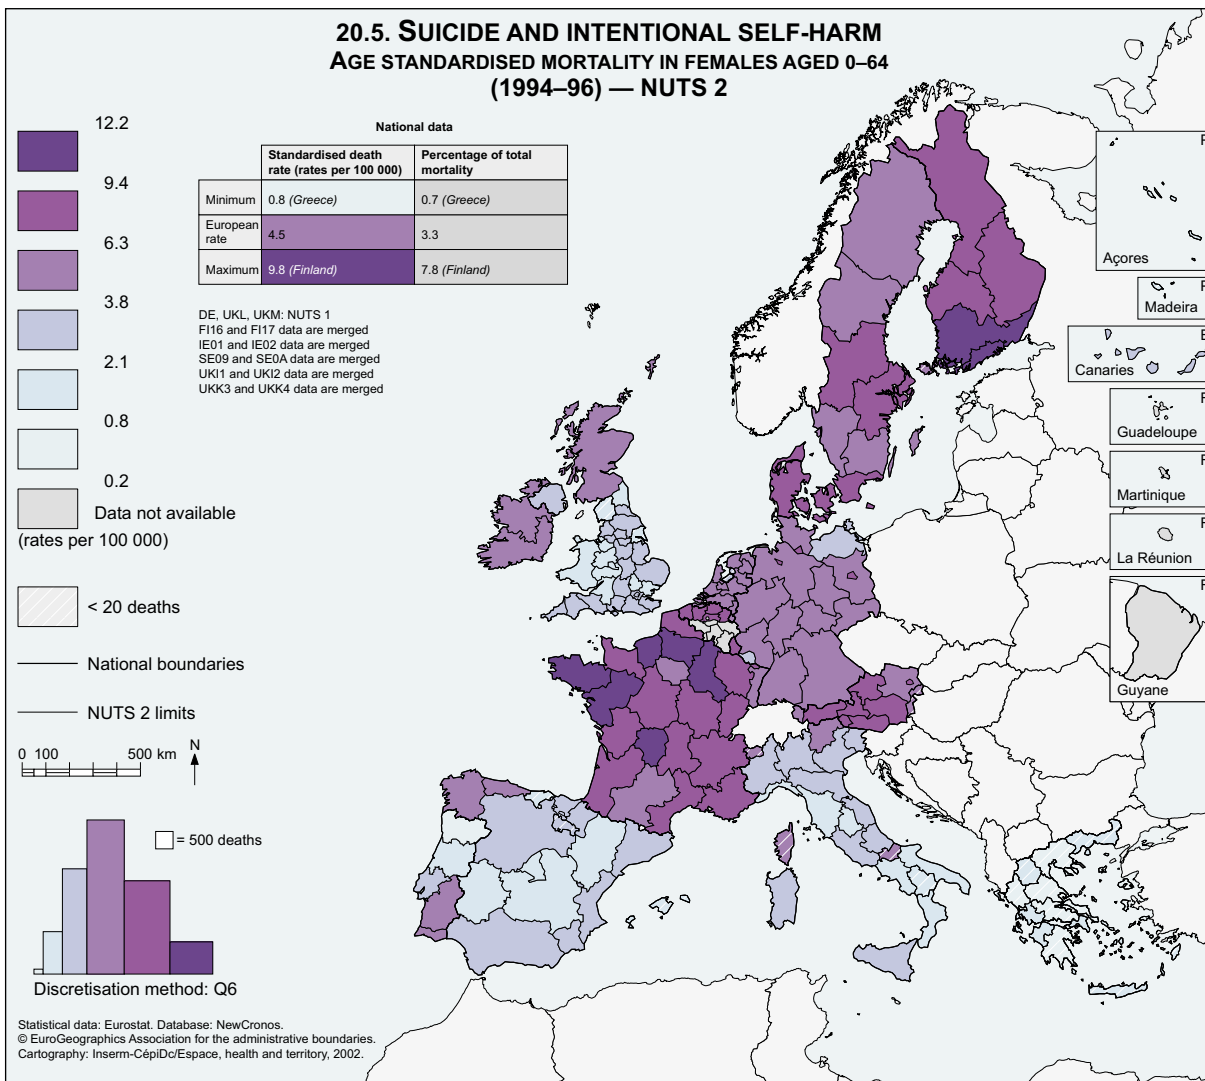 20.5. SUICIDE AND INTENTIONAL SELF-HARM
AGE STANDARDISED MORTALITY IN FEMALES AGED 0–64
(1994–96) — NUTS 2
12.2
9.4
6.3
3.8
2.1
0.8
0.2
Data not available
(rates per 100 000)
< 20 deaths
National boundaries
NUTS 2 limits
0 100 500 km
N
National data
Standardised death rate (rates per 100 000) Percentage of total mortality
Minimum 0.8 (Greece) 0.7 (Greece)
European rate 4.5 3.3
Maximum 9.8 (Finland) 7.8 (Finland)
DE, UKL, UKM: NUTS 1
FI16 and FI17 data are merged
IE01 and IE02 data are merged
SE09 and SE0A data are merged
UKI1 and UKI2 data are merged
UKK3 and UKK4 data are merged
Açores
Madeira
Canaries
Guadeloupe
Martinique
La Réunion
Guyane
= 500 deaths
Discretisation method: Q6
Statistical data: Eurostat. Database: NewCronos.
© EuroGeographics Association for the administrative boundaries.
Cartography: Inserm-CépiDc/Espace, health and territory, 2002.